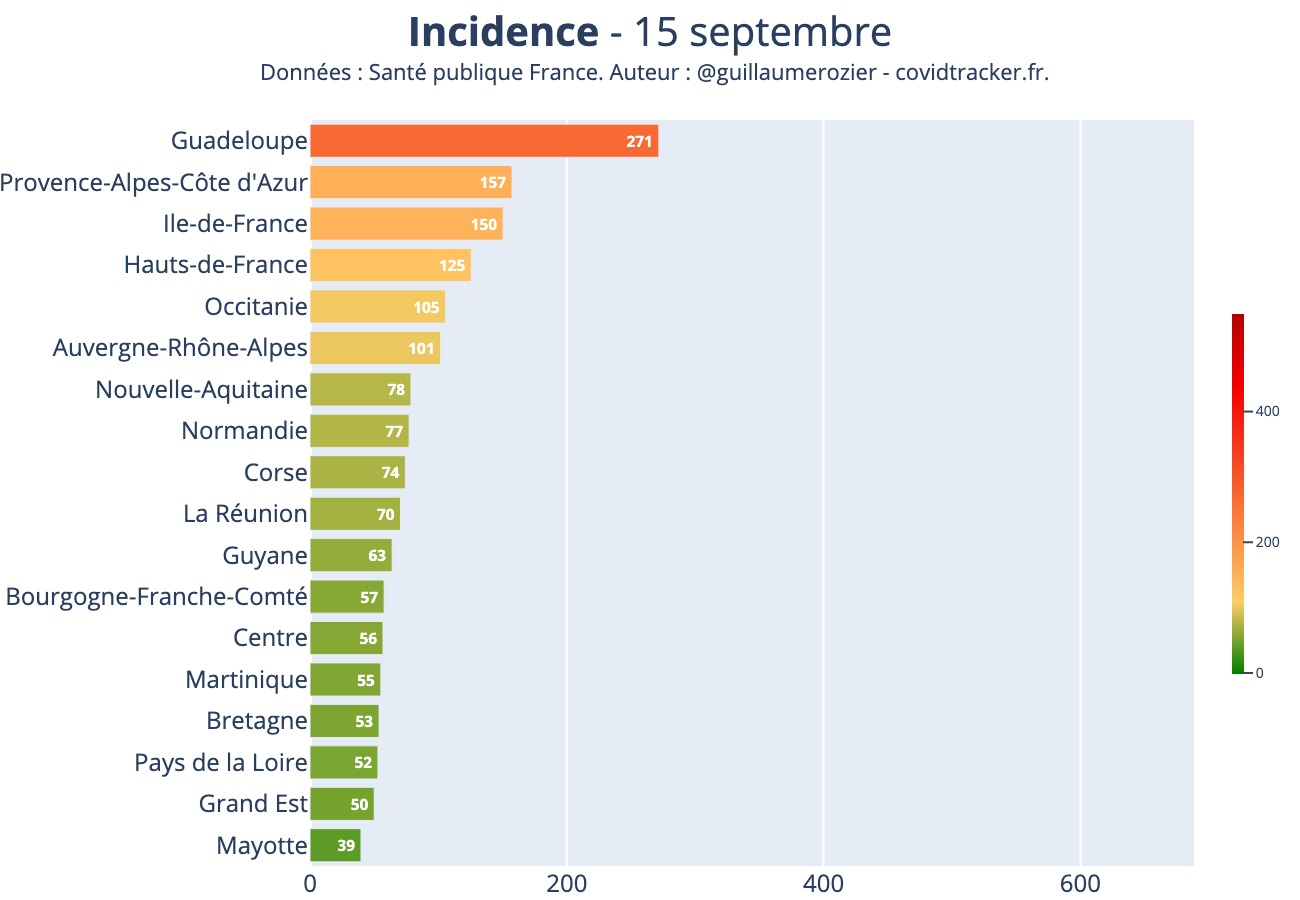 Incidence - 15 septembre
Données : Santé publique France. Auteur : @guillaumerozier - covidtracker.fr.
Guadeloupe 271
Provence-Alpes-Côte d'Azur 157
Ile-de-France 150
Hauts-de-France 125
Occitanie 105
Auvergne-Rhône-Alpes 101
Nouvelle-Aquitaine 78
Normandie 77
Corse 74
La Réunion 70
Guyane 63
Bourgogne-Franche-Comté 57
Centre 56
Martinique 55
Bretagne 53
Pays de la Loire 52
Grand Est 50
Mayotte 39
0 200 400 600
400
200
0